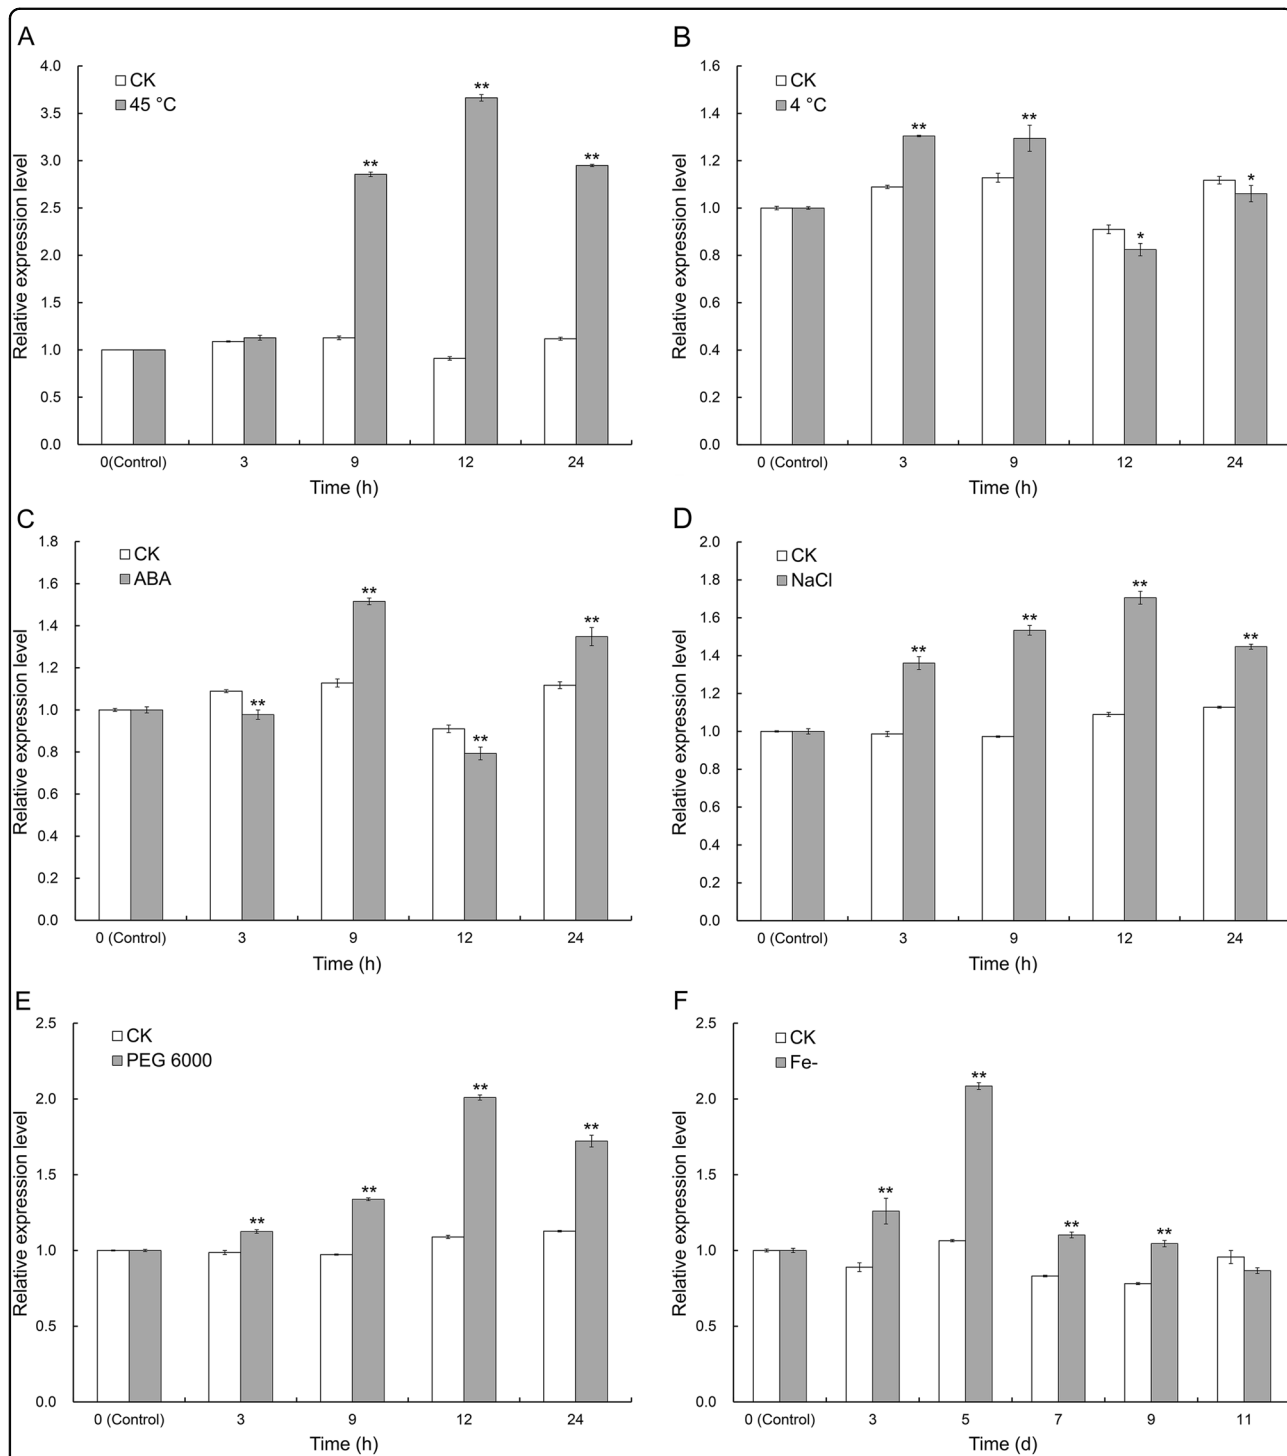 A
Relative expression level
4.0
3.5
3.0
2.5
2.0
1.5
1.0
0.5
0.0
CK
45 °C
**
**
**
0(Control) 3 9 12 24
Time (h)
B
Relative expression level
1.6
1.4
1.2
1.0
0.8
0.6
0.4
0.2
0.0
CK
4 °C
**
**
*
*
0 (Control) 3 9 12 24
Time (h)
C
Relative expression level
1.8
1.6
1.4
1.2
1.0
0.8
0.6
0.4
0.2
0.0
CK
ABA
**
**
**
**
0 (Control) 3 9 12 24
Time (h)
D
Relative expression level
2.0
1.8
1.6
1.4
1.2
1.0
0.8
0.6
0.4
0.2
0.0
CK
NaCl
**
**
**
**
0 (Control) 3 9 12 24
Time (h)
E
Relative expression level
2.5
2.0
1.5
1.0
0.5
0.0
CK
PEG 6000
**
**
**
**
0 (Control) 3 9 12 24
Time (h)
F
Relative expression level
2.5
2.0
1.5
1.0
0.5
0.0
CK
Fe-
**
**
**
**
0 (Control) 3 5 7 9 11
Time (d)